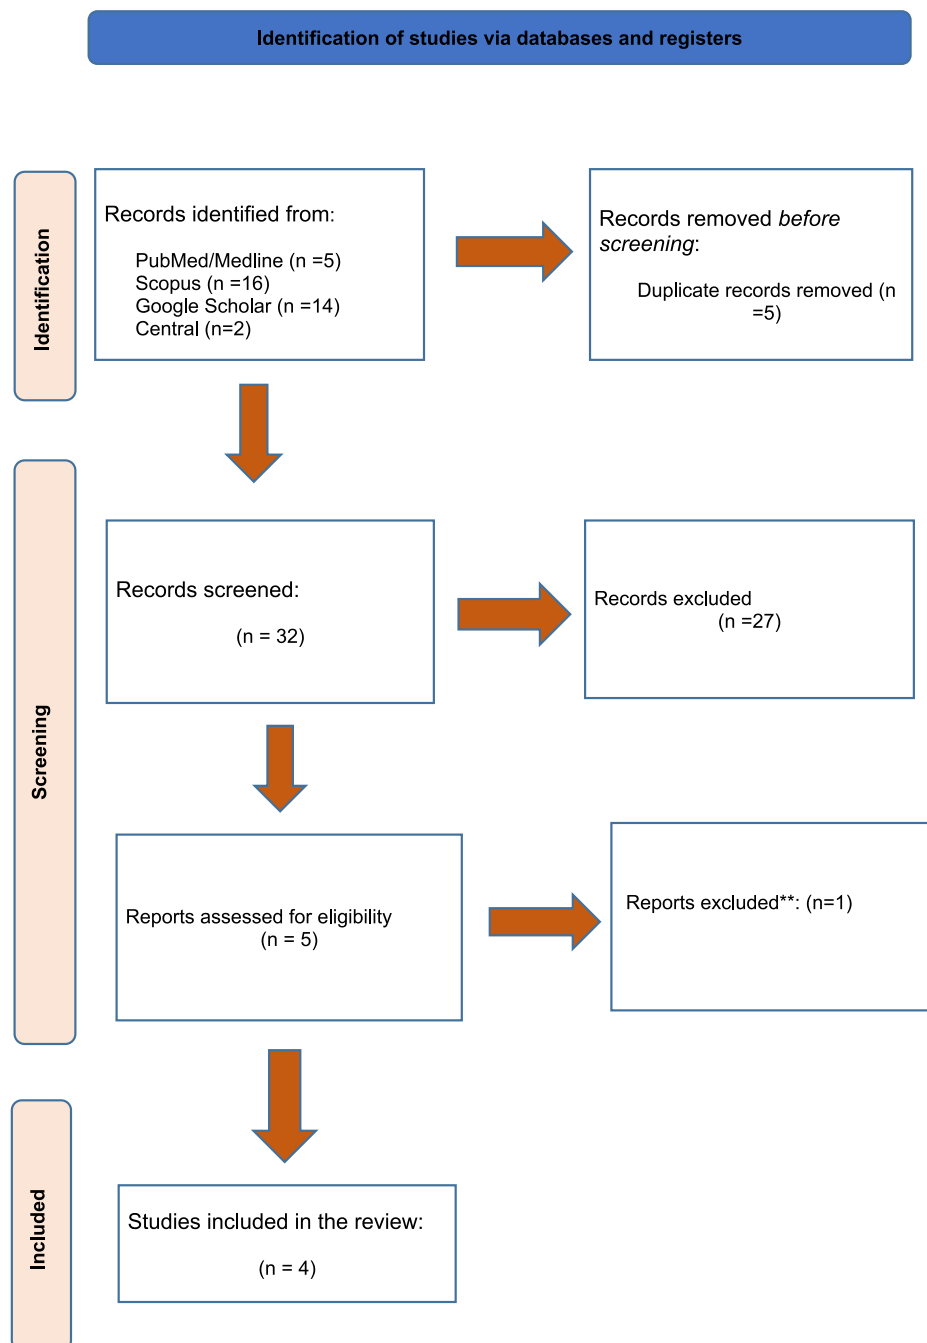 Identification of studies via databases and registers
Identification
Records identified from:
PubMed/Medline (n =5)
Scopus (n =16)
Google Scholar (n =14)
Central (n=2)
Records removed before
screening:
Duplicate records removed (n
=5)
Screening
Records screened:
(n = 32)
Records excluded
(n =27)
Reports assessed for eligibility
(n = 5)
Reports excluded**: (n=1)
Included
Studies included in the review:
(n = 4)